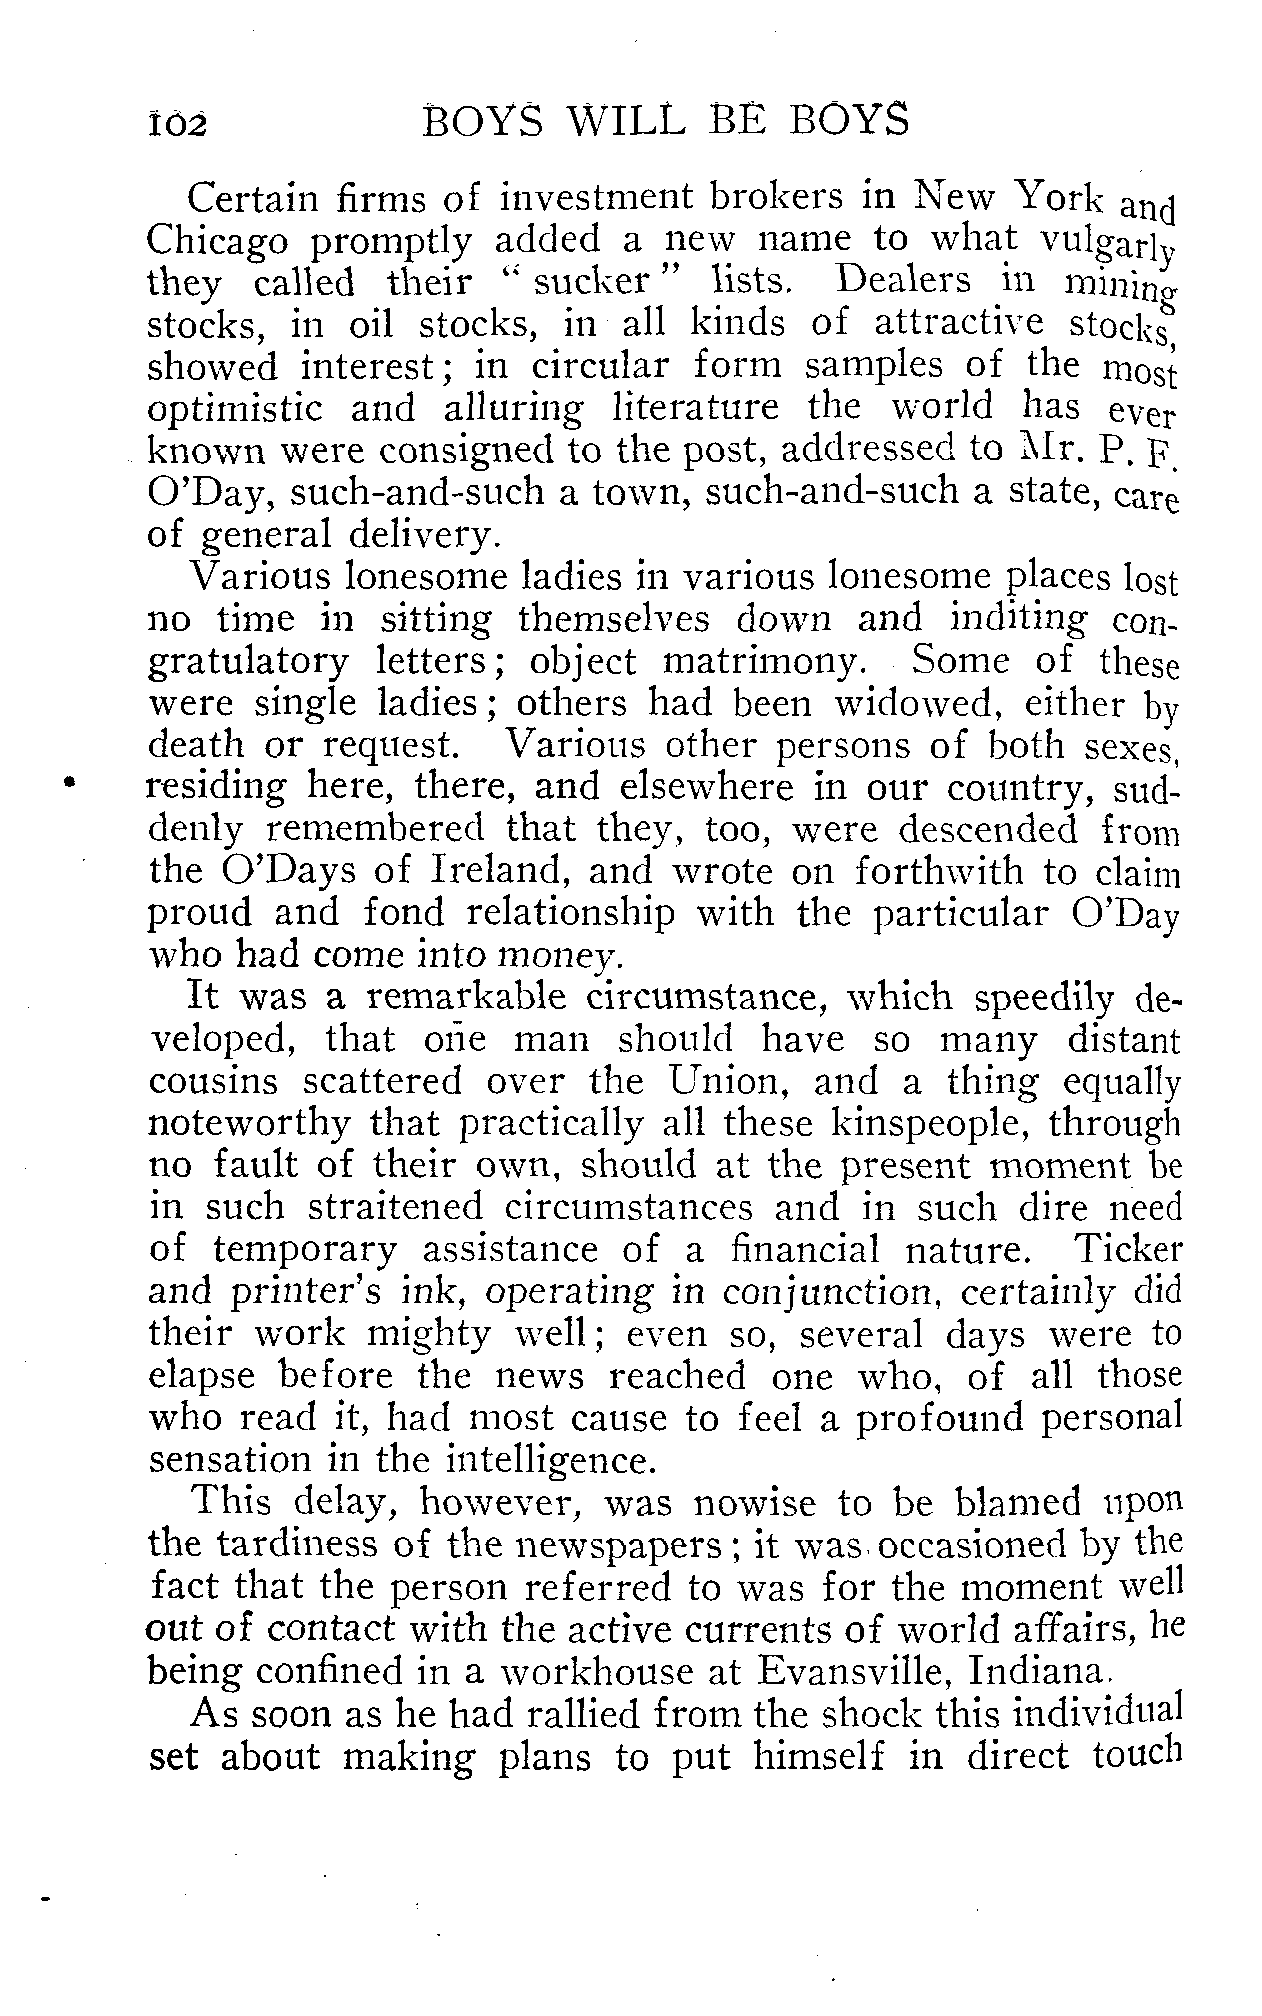 102 BOYS WILL BE BOYS
Certain firms of investment brokers in New York and
Chicago promptly added a new name to what vulgarly
they called their “ sucker ” lists. Dealers in mining
stocks, in oil stocks, in all kinds of attractive stocks,
showed interest ; in circular form samples of the most
optimistic and alluring literature the world has ever
known were consigned to the post, addressed to Mr. P. F.
O’Day, such-and-such a town, such-and-such a state, care
of general delivery.
Various lonesome ladies in various lonesome places lost
no time in sitting themselves down and inditing con-
gratulatory letters ; object matrimony. Some of these
were single ladies ; others had been widowed, either by
death or request. Various other persons of both sexes,
residing here, there, and elsewhere in our country, sud-
denly remembered that they, too, were descended from
the O’Days of Ireland, and wrote on forthwith to claim
proud and fond relationship with the particular O’Day
who had come into money.
It was a remarkable circumstance, which speedily de-
veloped, that one man should have so many distant
cousins scattered over the Union, and a thing equally
noteworthy that practically all these kinspeople, through
no fault of their own, should at the present moment be
in such straitened circumstances and in such dire need
of temporary assistance of a financial nature. Ticker
and printer’s ink, operating in conjunction, certainly did
their work mighty well ; even so, several days were to
elapse before the news reached one who, of all those
who read it, had most cause to feel a profound personal
sensation in the intelligence.
This delay, however, was nowise to be blamed upon
the tardiness of the newspapers ; it was occasioned by the
fact that the person referred to was for the moment well
out of contact with the active currents of world affairs, he
being confined in a workhouse at Evansville, Indiana.
As soon as he had rallied from the shock this individual
set about making plans to put himself in direct touch